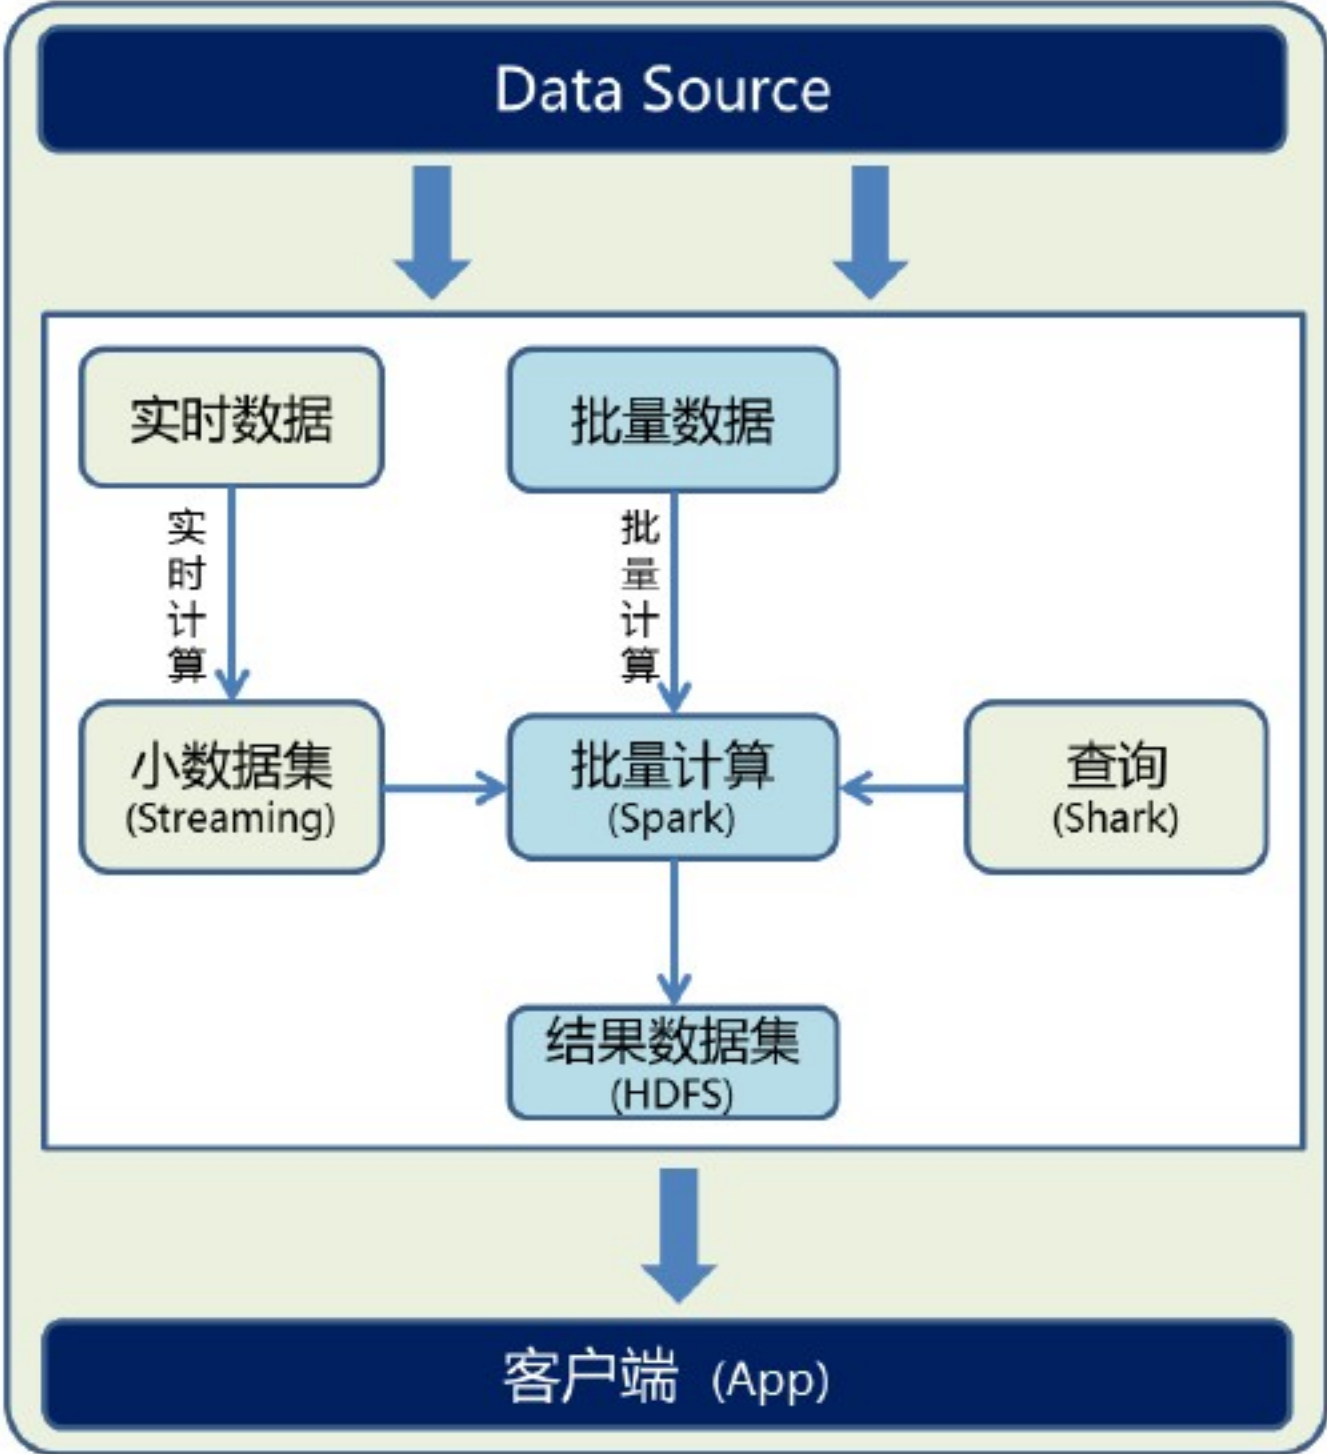 Data Source
实时数据
批量数据
实时计算
批量计算
小数据集
(Streaming)
批量计算
(Spark)
查询
(Shark)
结果数据集
(HDFS)
客户端 (App)